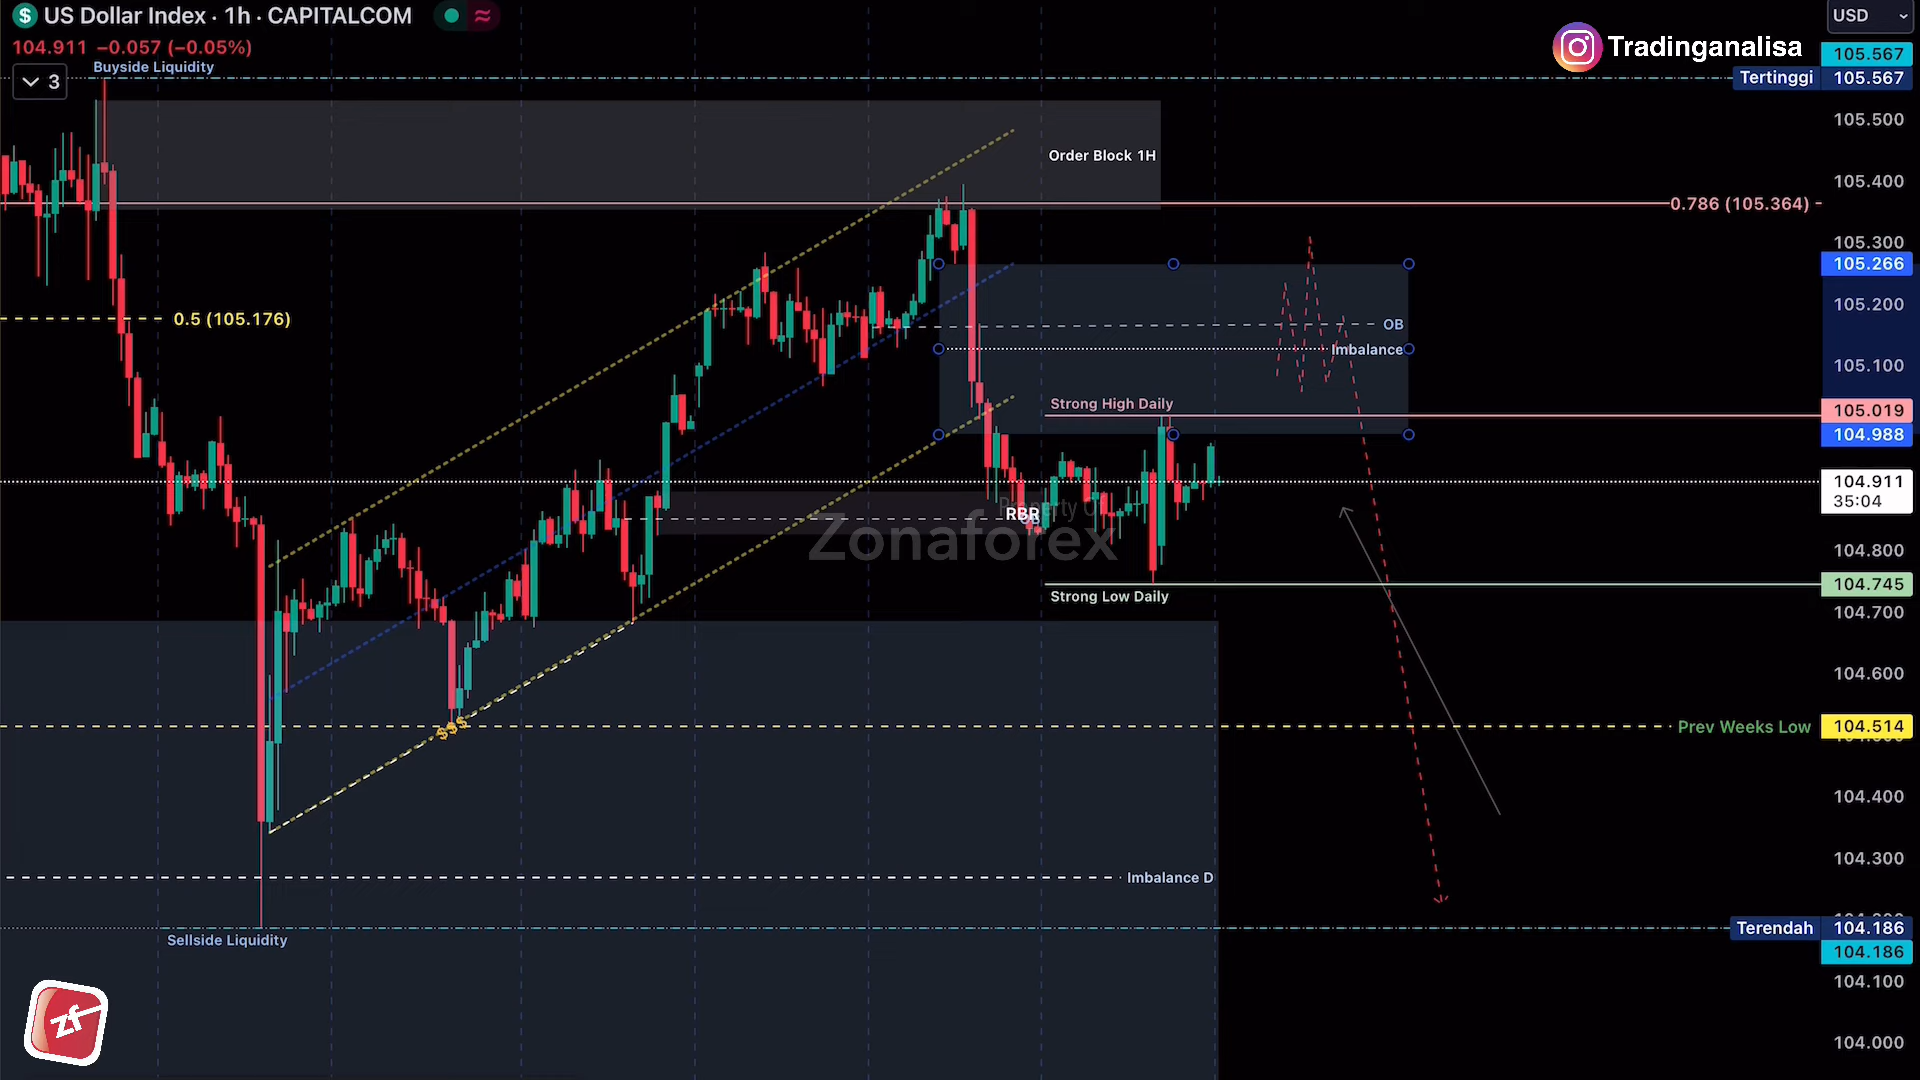 US Dollar Index · 1h · CAPITALCOM
104.911 −0.057 (−0.05%)
3
Buyside Liquidity
Tradinganalisa
USD
105.567
Tertinggi 105.567
105.500
Order Block 1H
105.400
0.786 (105.364)
105.300
105.266
105.200
0.5 (105.176)
OB
Imbalance
105.100
Strong High Daily
105.019
104.988
104.911
35:04
RBR
Zonaforex
104.800
Strong Low Daily
104.745
104.700
104.600
$$$
Prev Weeks Low
104.514
104.400
104.300
Imbalance D
Sellside Liquidity
Terendah 104.186
104.186
104.100
104.000
zf